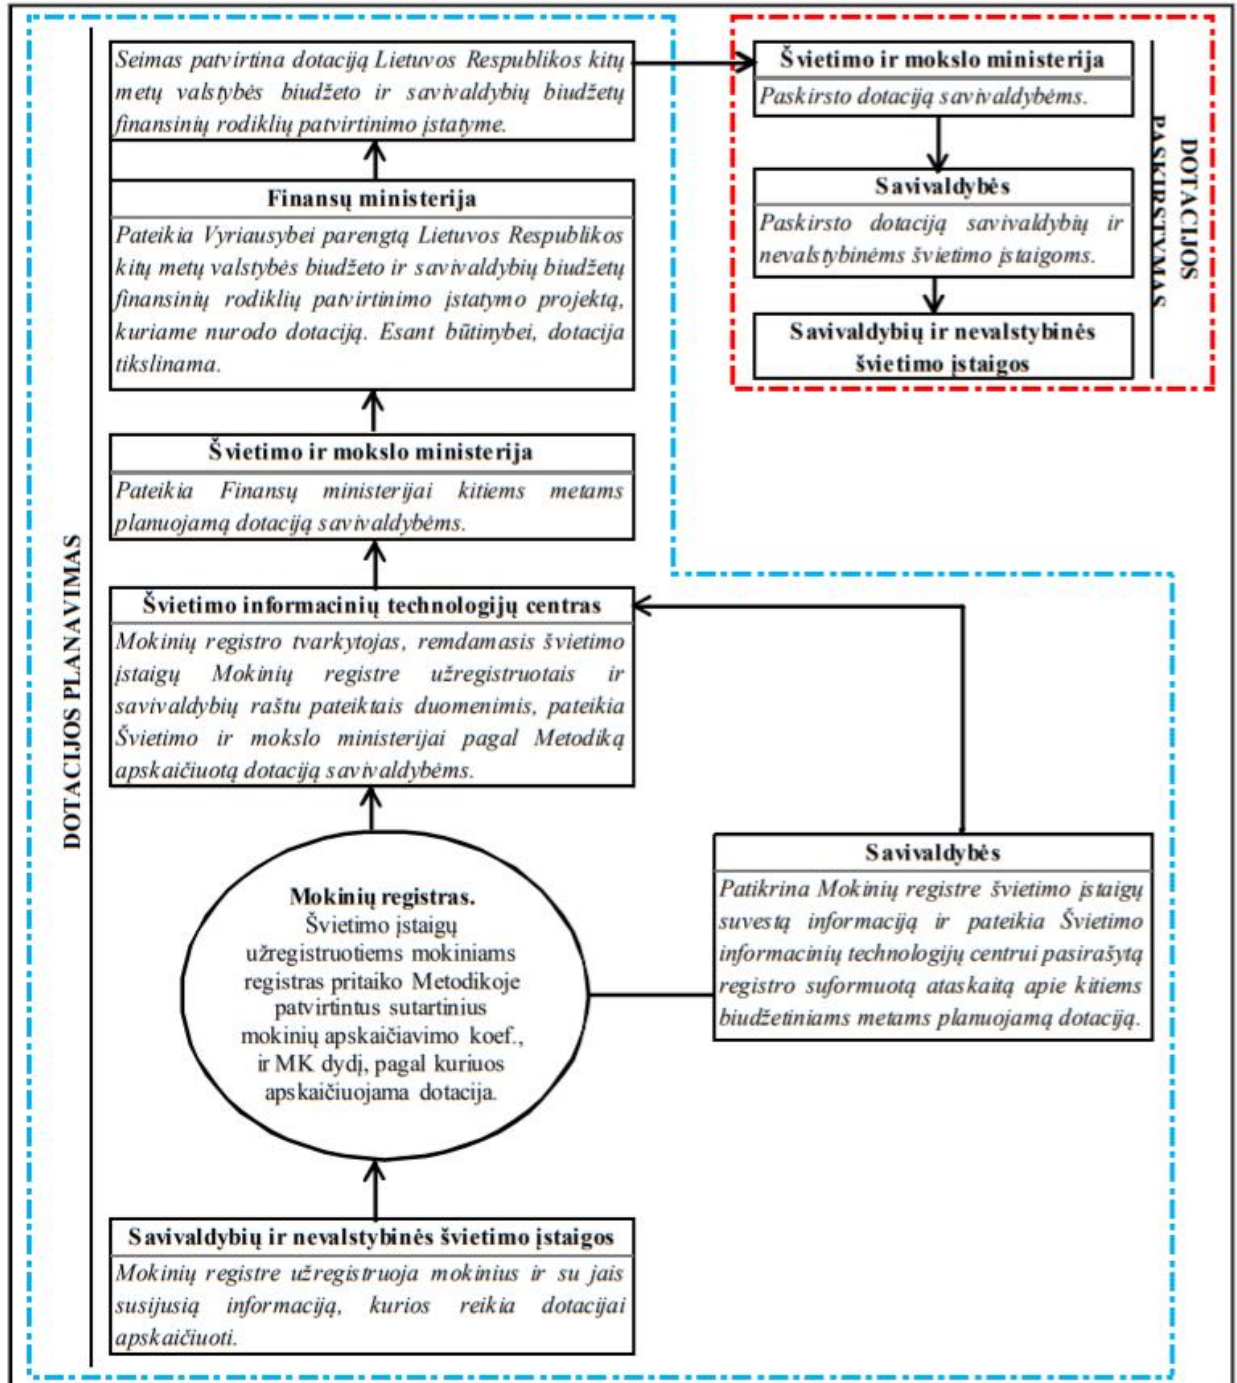 DOTACIJOS PLANAVIMAS
Seimas patvirtina dotaciją Lietuvos Respublikos kitų
metų valstybės biudžeto ir savivaldybių biudžetų
finansinių rodiklių patvirtinimo įstatyme.
Finansų ministerija
Pateikia Vyriausybei parengtą Lietuvos Respublikos
kitų metų valstybės biudžeto ir savivaldybių biudžetų
finansinių rodiklių patvirtinimo įstatymo projektą,
kuriame nurodo dotaciją. Esant būtinybei, dotacija
tikslinama.
Švietimo ir mokslo ministerija
Pateikia Finansų ministerijai kitiems metams
planuojamą dotaciją savivaldybėms.
Švietimo informacinių technologijų centras
Mokinių registro tvarkytojas, remdamasis švietimo
įstaigų Mokinių registre užregistruotais ir
savivaldybių raštu pateiktais duomenimis, pateikia
Švietimo ir mokslo ministerijai pagal Metodiką
apskaičiuotą dotaciją savivaldybėms.
Mokinių registras.
Švietimo įstaigų
užregistruotiems mokiniams
registras pritaiko Metodikoje
patvirtintus sutartinius
mokinių apskaičiavimo koef.,
ir MK dydį, pagal kuriuos
apskaičiuojama dotacija.
Savivaldybių ir nevalstybinės švietimo įstaigos
Mokinių registre užregistruoja mokinius ir su jais
susijusią informaciją, kurios reikia dotacijai
apskaičiuoti.
Savivaldybės
Patikrina Mokinių registre švietimo įstaigų
suvestą informaciją ir pateikia Švietimo
informacinių technologijų centrui pasirašytą
registro suformuotą ataskaitą apie kitiems
biudžetiniams metams planuojamą dotaciją.
Švietimo ir mokslo ministerija
Paskirsto dotaciją savivaldybėms.
Savivaldybės
Paskirsto dotaciją savivaldybių ir
nevalstybinėms švietimo įstaigoms.
Savivaldybių ir nevalstybinės
švietimo įstaigos
DOTACIJOS
PASKIRSTYMAS